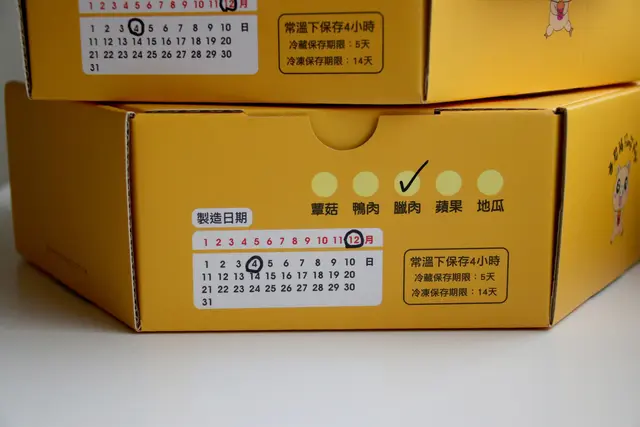 1 2 3 4 5 6 7 8 9 10 11 12 月
1 2 3 4 5 6 7 8 9 10 日
11 12 13 14 15 16 17 18 19 20
21 22 23 24 25 26 27 28 29 30
31
常溫下保存4小時
冷藏保存期限：5天
冷凍保存期限：14天
蕈菇 鴨肉 臘肉 蘋果 地瓜
製造日期
1 2 3 4 5 6 7 8 9 10 11 12 月
1 2 3 4 5 6 7 8 9 10 日
11 12 13 14 15 16 17 18 19 20
21 22 23 24 25 26 27 28 29 30
31
常溫下保存4小時
冷藏保存期限：5天
冷凍保存期限：14天